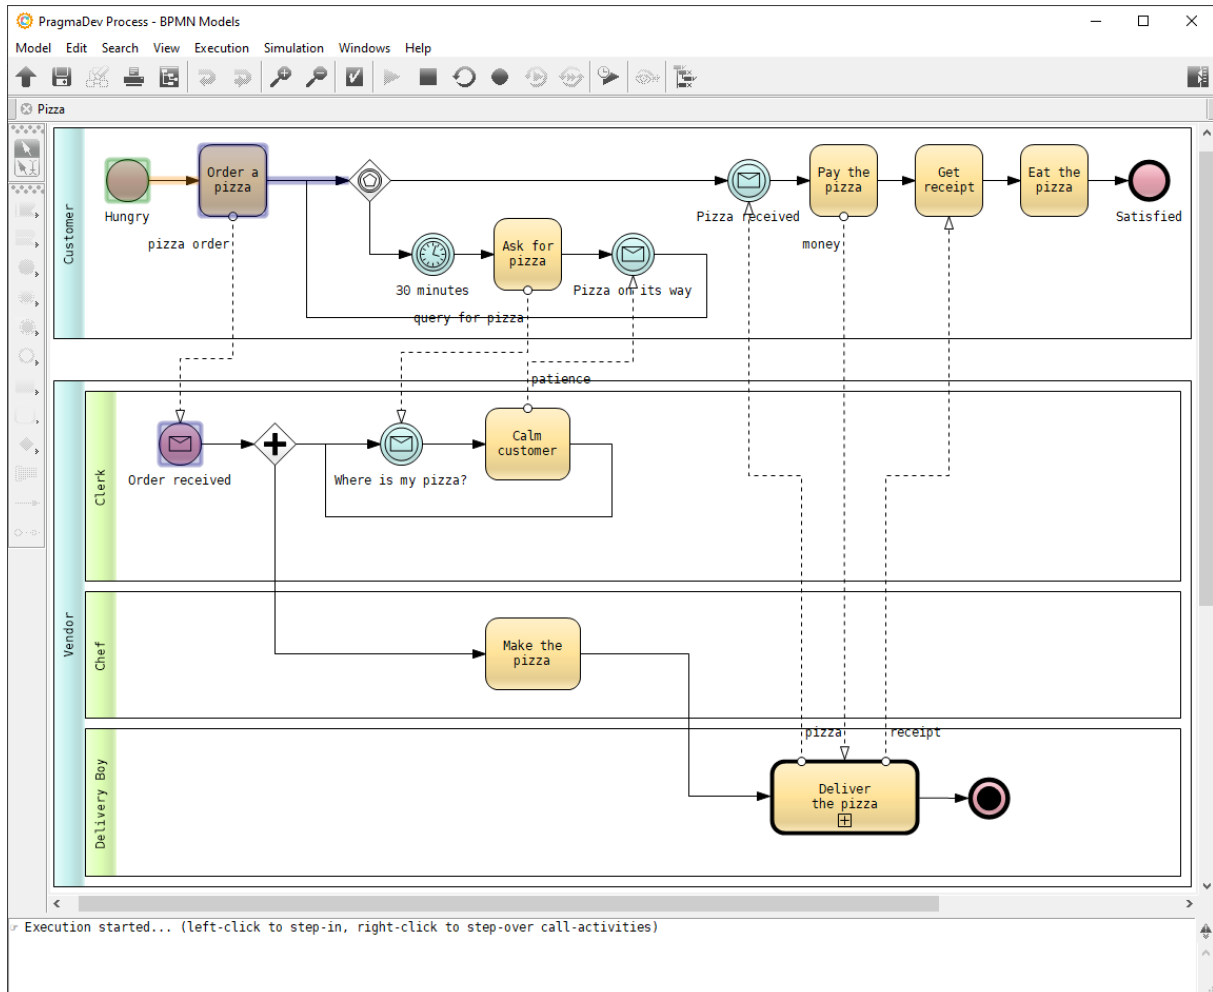 PragmaDev Process - BPMN Models
Model Edit Search View Execution Simulation Windows Help
Pizza
Customer
Hungry
Order a
pizza
pizza order
30 minutes
Ask for
pizza
query for pizza
Pizza on its way
Pizza received
Pay the
pizza
money
Get
receipt
Eat the
pizza
Satisfied
patience
Vendor
Clerk
Order received
Where is my pizza?
Calm
customer
Chef
Make the
pizza
Delivery Boy
pizza
receipt
Deliver
the pizza
Execution started... (left-click to step-in, right-click to step-over call-activities)